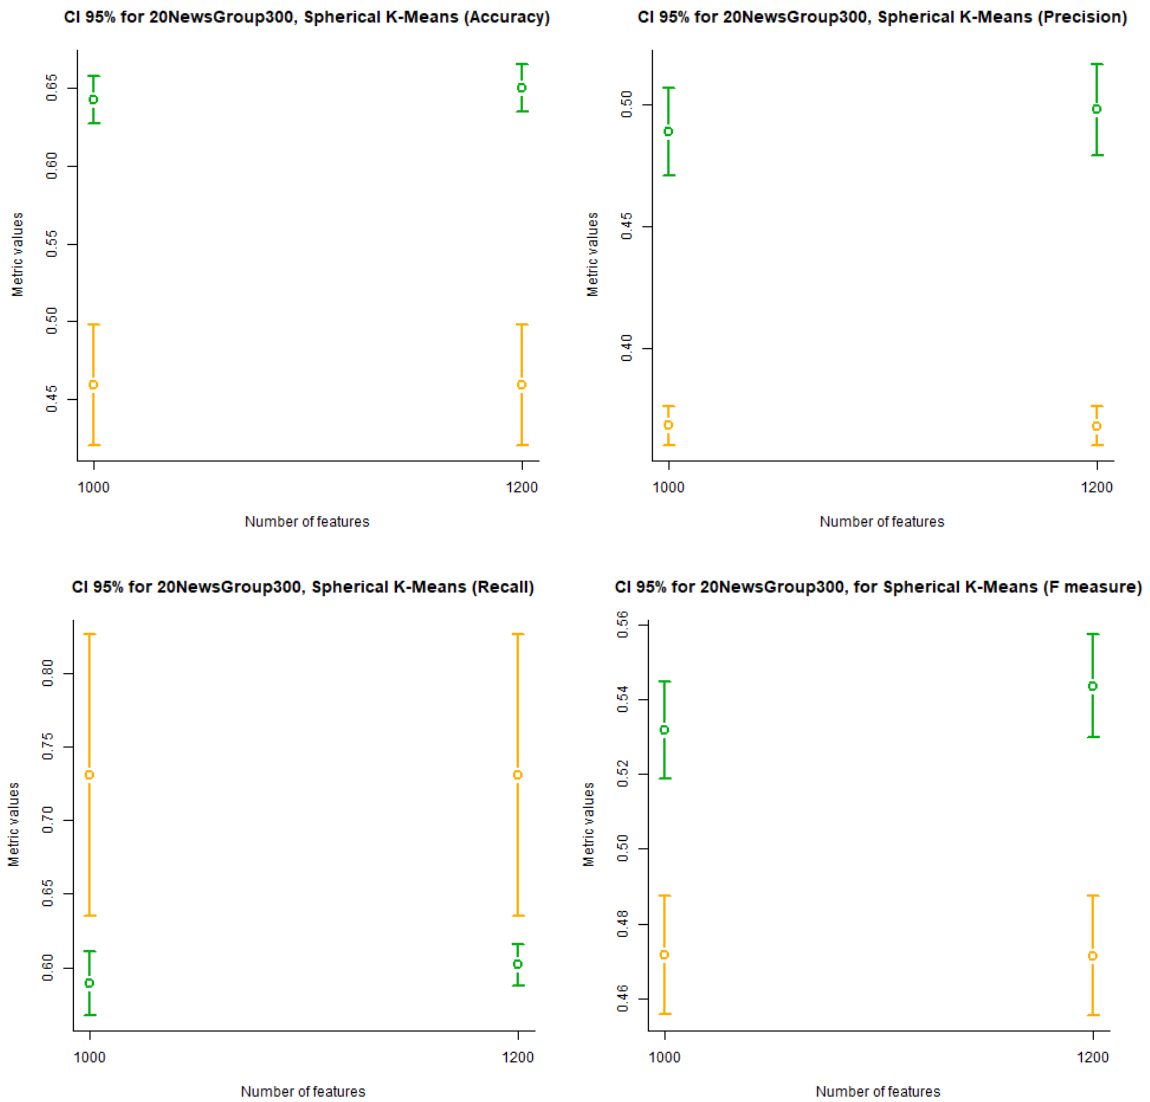 CI 95% for 20NewsGroup300, Spherical K-Means (Accuracy)
Metric values
0.65
0.60
0.55
0.50
0.45
1000
1200
Number of features
CI 95% for 20NewsGroup300, Spherical K-Means (Precision)
Metric values
0.50
0.45
0.40
1000
1200
Number of features
CI 95% for 20NewsGroup300, Spherical K-Means (Recall)
Metric values
0.80
0.75
0.70
0.65
0.60
1000
1200
Number of features
CI 95% for 20NewsGroup300, for Spherical K-Means (F measure)
Metric values
0.56
0.54
0.52
0.50
0.48
0.46
1000
1200
Number of features